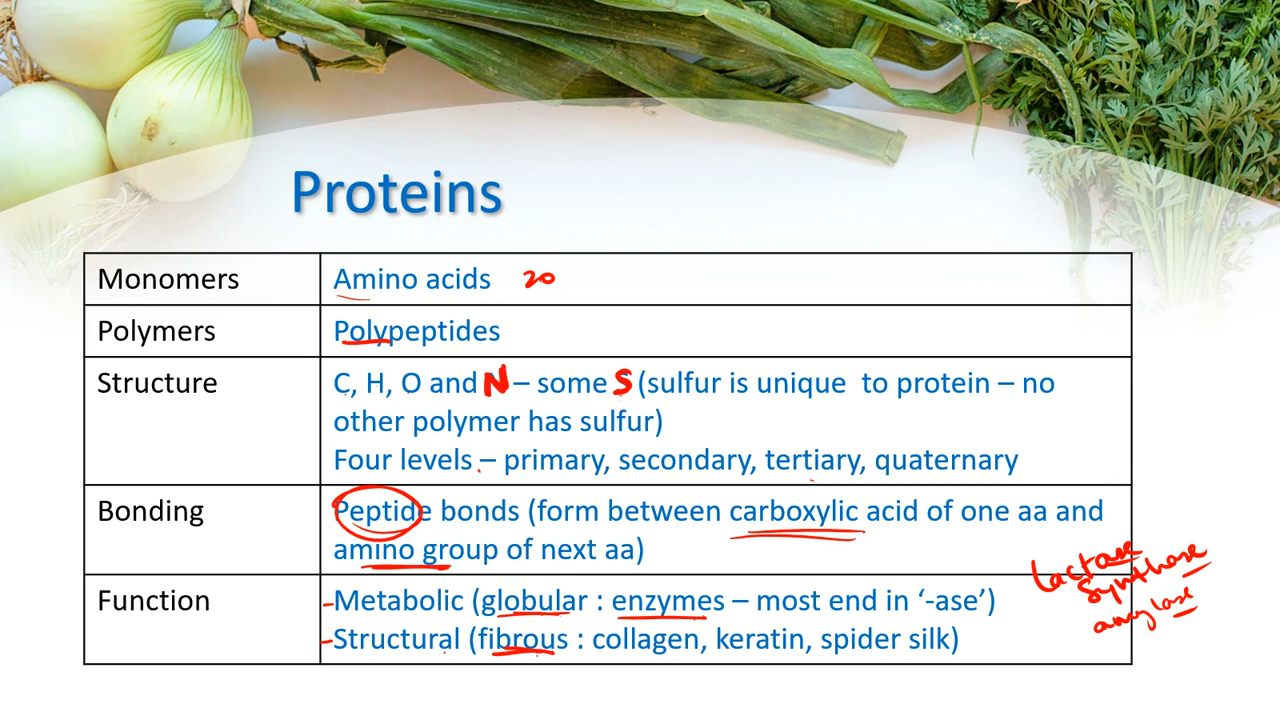 Proteins
Monomers
Amino acids 20
Polymers
Polypeptides
Structure
C, H, O and N – some S (sulfur is unique to protein – no
other polymer has sulfur)
Four levels – primary, secondary, tertiary, quaternary
Bonding
Peptide bonds (form between carboxylic acid of one aa and
amino group of next aa)
Function
Metabolic (globular : enzymes – most end in ‘-ase’)
Structural (fibrous : collagen, keratin, spider silk)
lactase
synthase
amylase